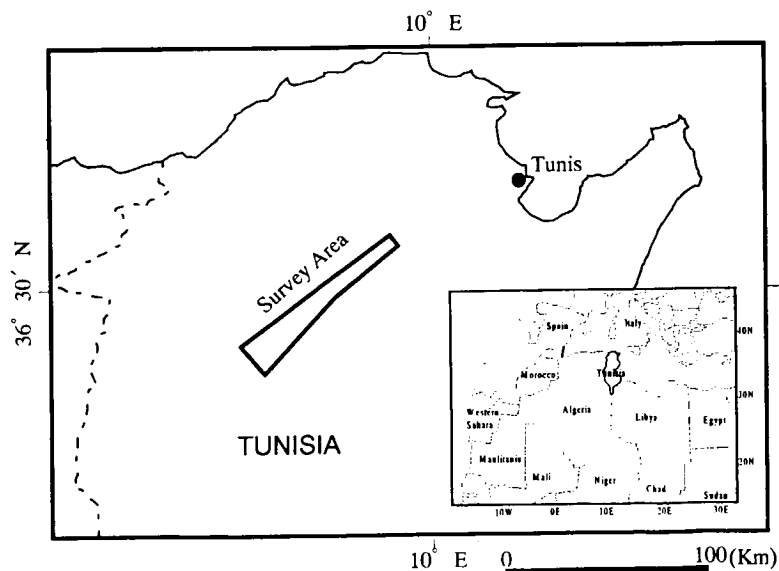 10° E
Tunis
Survey Area
36° 30′ N
TUNISIA
Spain
Italy
40N
Morocco
Tunisia
30N
Western
Sahara
Algeria
Libya
Egypt
Mauritania
Mali
Niger
Chad
20N
Sudan
10W
0E
10E
20E
30E
10° E
0
100(Km)